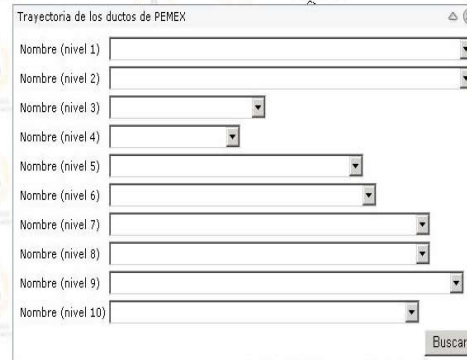 Trayectoria de los ductos de PEMEX
Nombre (nivel 1)
Nombre (nivel 2)
Nombre (nivel 3)
Nombre (nivel 4)
Nombre (nivel 5)
Nombre (nivel 6)
Nombre (nivel 7)
Nombre (nivel 8)
Nombre (nivel 9)
Nombre (nivel 10)
Buscar